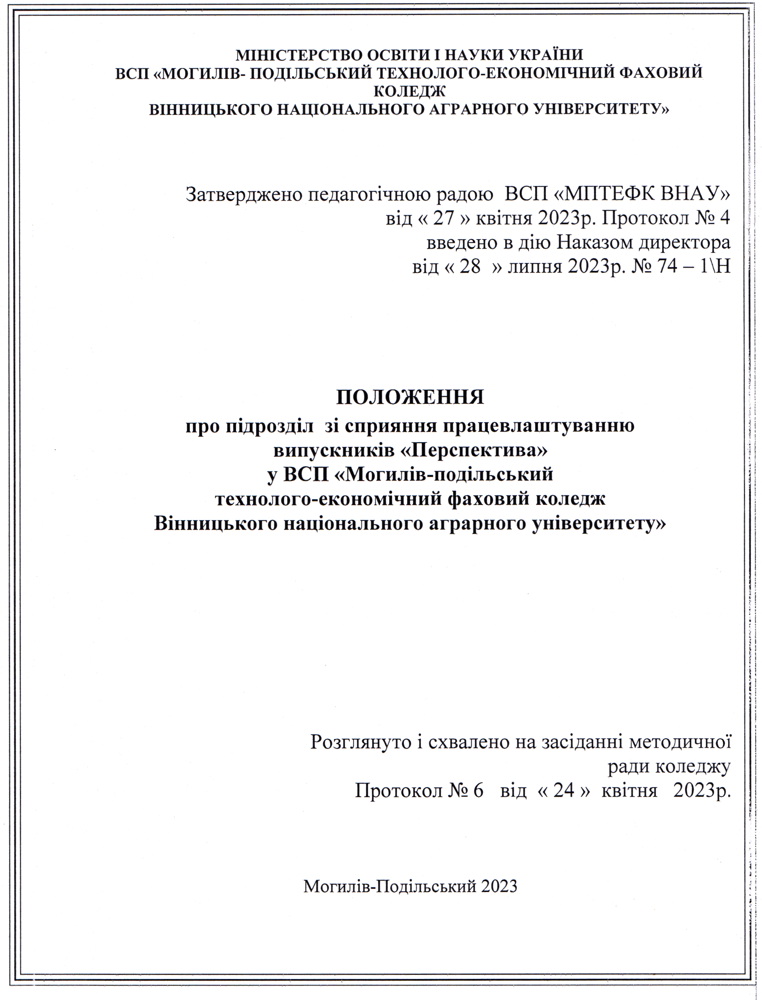 МІНІСТЕРСТВО ОСВІТИ І НАУКИ УКРАЇНИ
ВСП «МОГИЛІВ- ПОДІЛЬСЬКИЙ ТЕХНОЛОГО-ЕКОНОМІЧНИЙ ФАХОВИЙ
КОЛЕДЖ
ВІННИЦЬКОГО НАЦІОНАЛЬНОГО АГРАРНОГО УНІВЕРСИТЕТУ»
Затверджено педагогічною радою  ВСП «МПТЕФК ВНАУ»
від « 27 » квітня 2023р. Протокол № 4
введено в дію Наказом директора
від « 28  » липня 2023р. № 74 – 1\Н
ПОЛОЖЕННЯ
про підрозділ  зі сприяння працевлаштуванню
випускників «Перспектива»
у ВСП «Могилів-подільський
технолого-економічний фаховий коледж
Вінницького національного аграрного університету»
Розглянуто і схвалено на засіданні методичної
ради коледжу
Протокол № 6   від  « 24 »  квітня   2023р.
Могилів-Подільський 2023